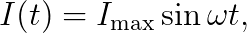 I(t) = I_max sin ωt,